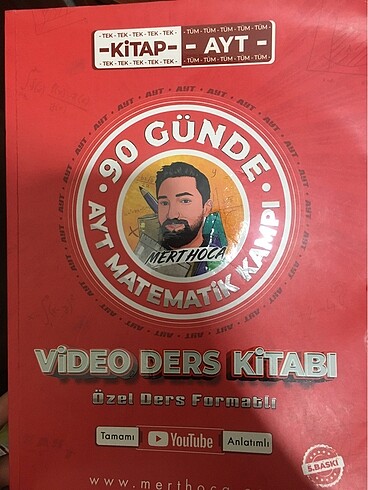 - TEK - TEK - TEK - TEK - TEK -
- KİTAP -
- TEK - TEK - TEK - TEK - TEK -
- TÜM - TÜM - TÜM - TÜM - TÜM -
- AYT -
- TÜM - TÜM - TÜM - TÜM - TÜM -
• 90 GÜNDE •
AYT MATEMATİK KAMPI
MERT HOCA
VİDEO DERS KİTABI
Özel Ders Formatlı
Tamamı YouTube Anlatımlı
5.BASKI
www.merthoca